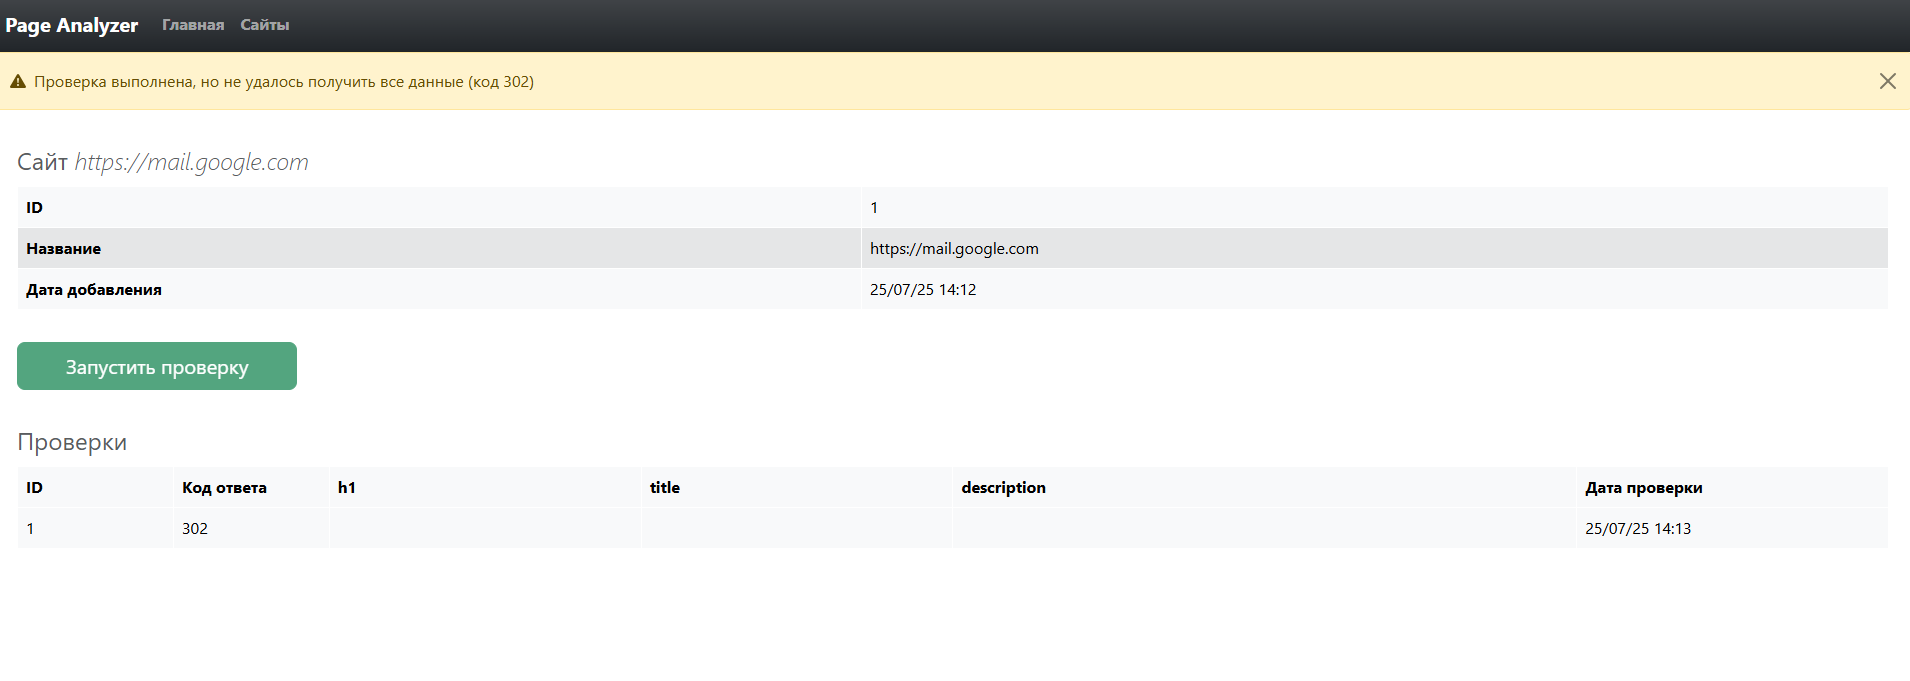 Page Analyzer Главная Сайты
Проверка выполнена, но не удалось получить все данные (код 302)
Сайт https://mail.google.com
ID 1
Название https://mail.google.com
Дата добавления 25/07/25 14:12
Запустить проверку
Проверки
ID Код ответа h1 title description Дата проверки
1 302 25/07/25 14:13